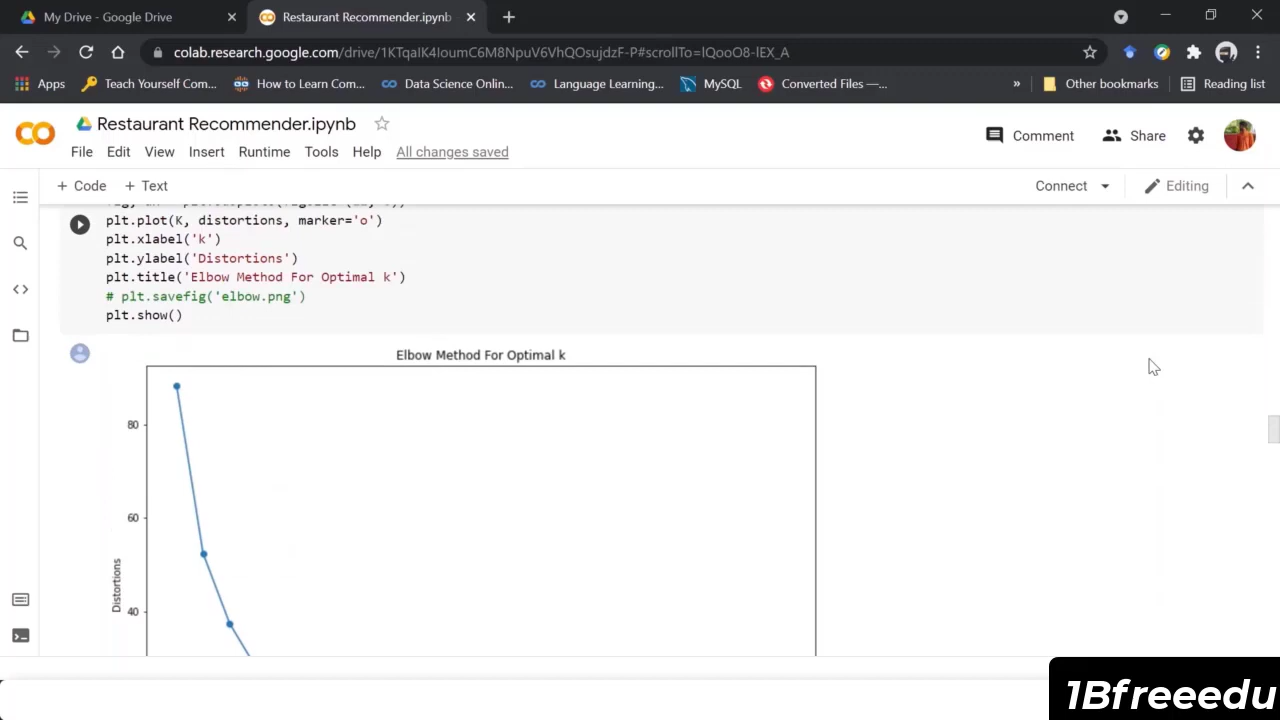 My Drive - Google Drive
Restaurant Recommender.ipynb
colab.research.google.com/drive/1KTqaIK4IoumC6M8NpuV6VhQOsujdzF-P#scrollTo=IQooO8-IEX_A
Apps
Teach Yourself Com...
How to Learn Com...
Data Science Onlin...
Language Learning...
MySQL
Converted Files —...
»
Other bookmarks
Reading list
Restaurant Recommender.ipynb
Comment
Share
File Edit View Insert Runtime Tools Help All changes saved
+ Code + Text
Connect
Editing
plt.plot(K, distortions, marker='o')
plt.xlabel('k')
plt.ylabel('Distortions')
plt.title('Elbow Method For Optimal k')
# plt.savefig('elbow.png')
plt.show()
Elbow Method For Optimal k
80
60
Distortions
40
1Bfreeedu